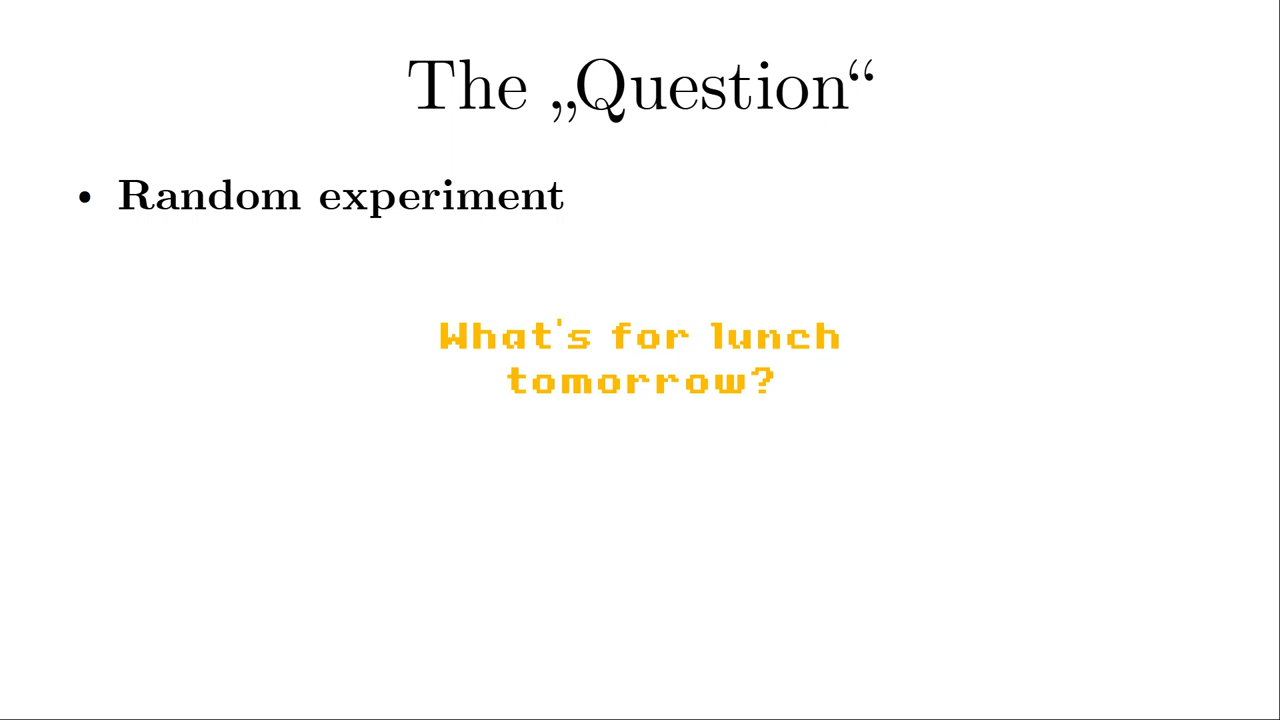 The „Question“
• Random experiment
What's for lunch
tomorrow?